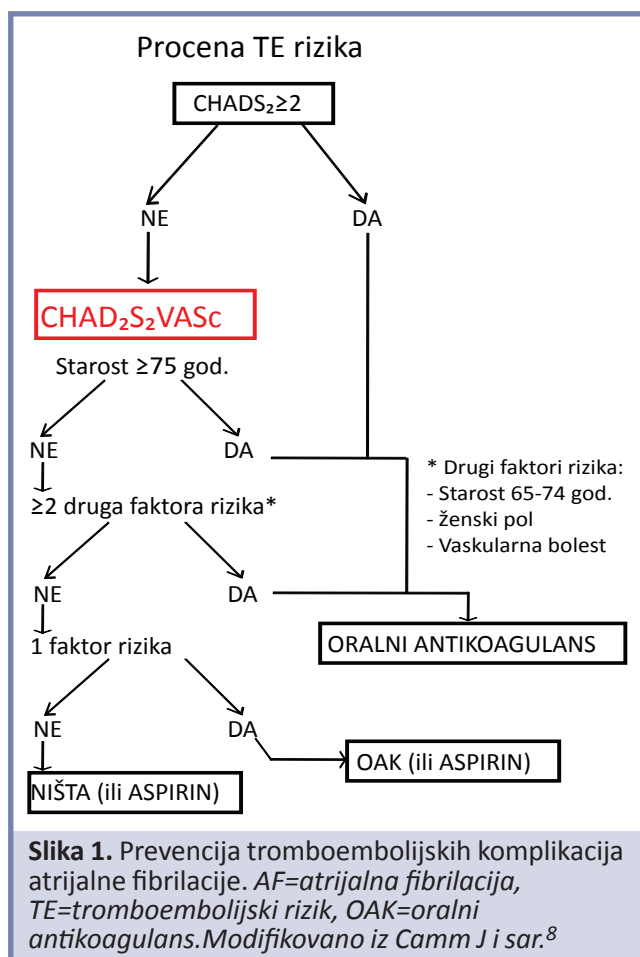 Procena TE rizika
CHADS₂≥2
NE
DA
CHAD₂S₂VASc
Starost ≥75 god.
NE
DA
* Drugi faktori rizika:
- Starost 65-74 god.
- ženski pol
- Vaskularna bolest
≥2 druga faktora rizika*
NE
DA
ORALNI ANTIKOAGULANS
1 faktor rizika
NE
DA
OAK (ili ASPIRIN)
NIŠTA (ili ASPIRIN)
Slika 1. Prevencija tromboembolijskih komplikacija
atrijalne fibrilacije. AF=atrijalna fibrilacija,
TE=tromboembolijski rizik, OAK=oralni
antikoagulans.Modifikovano iz Camm J i sar.⁸